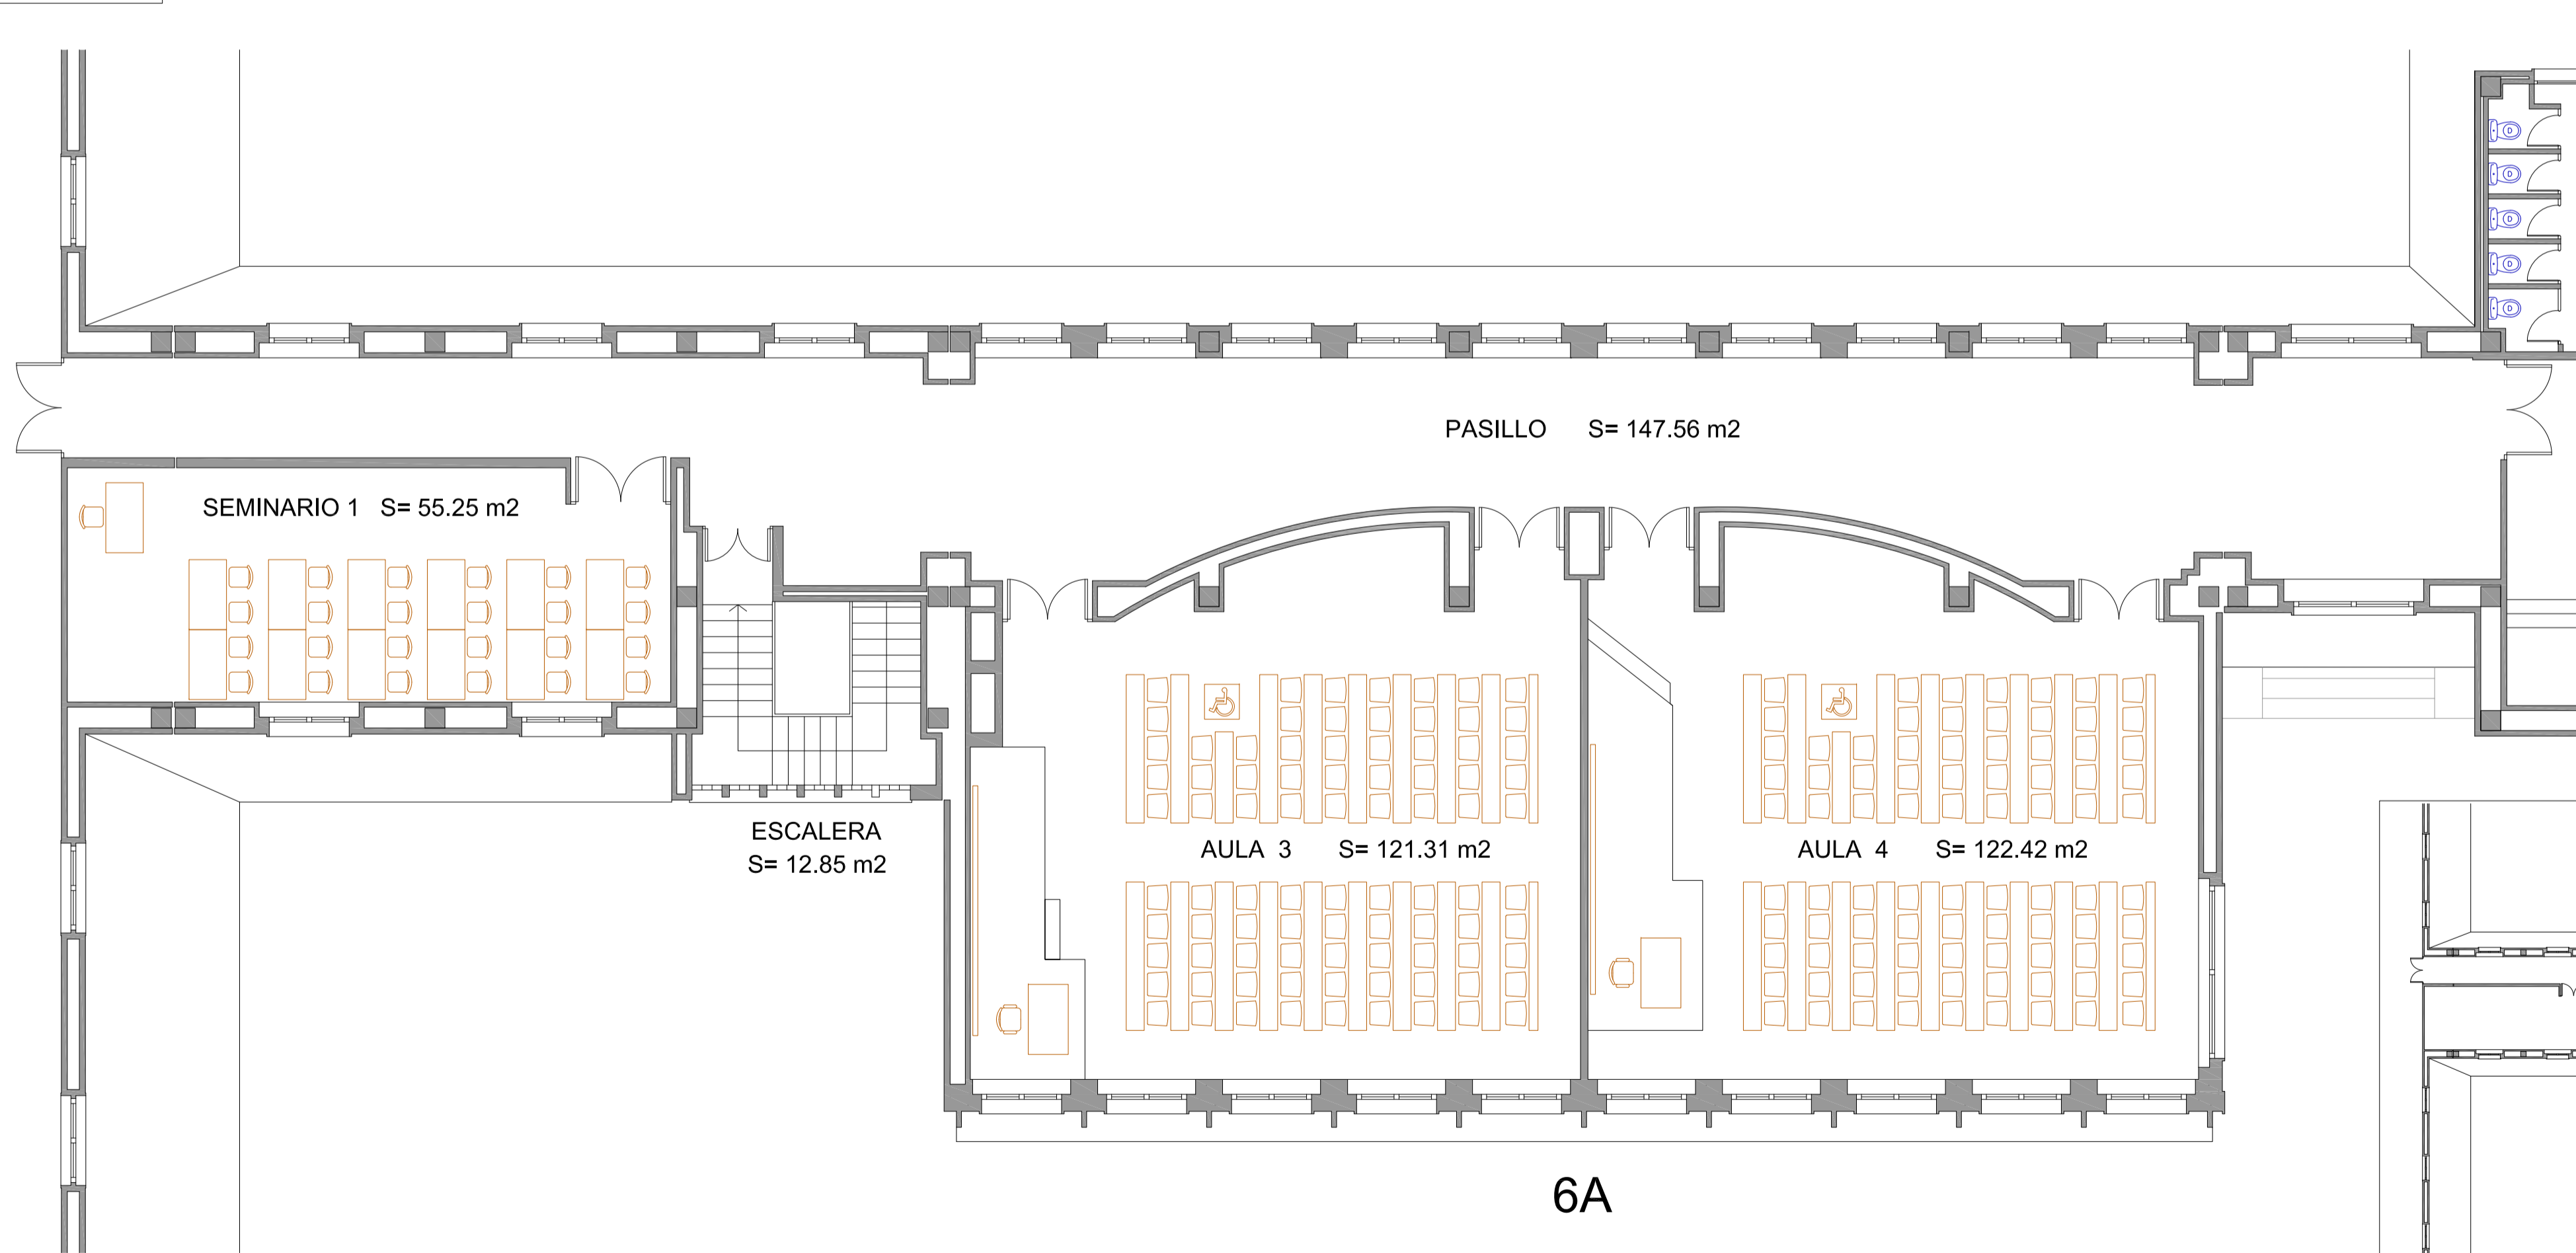 PASILLO S= 147.56 m2
SEMINARIO 1 S= 55.25 m2
ESCALERA
S= 12.85 m2
AULA 3 S= 121.31 m2
AULA 4 S= 122.42 m2
6A